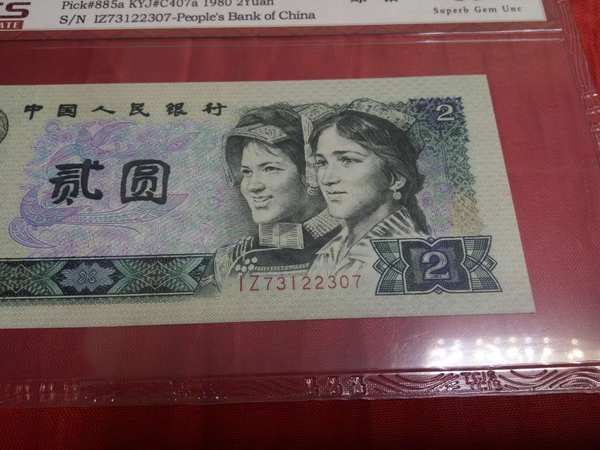 Pick#885a KYJ#C407a 1980 2Yuan
S/N IZ73122307-People's Bank of China
Superb Gem Unc
中国人民银行
2
贰圆
2
IZ73122307